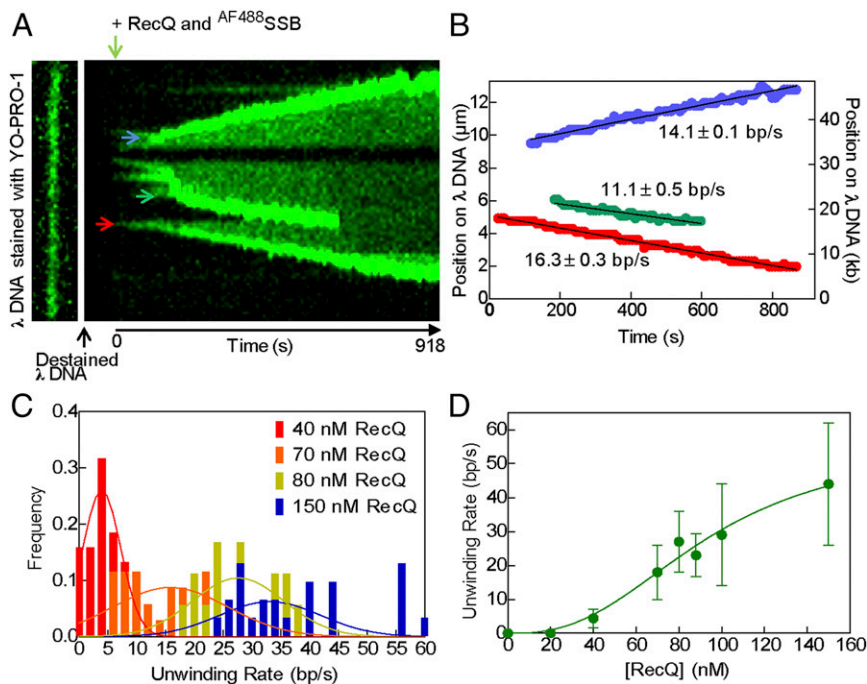 A
+ RecQ and AF488SSB
λ DNA stained with YO-PRO-1
0
Time (s)
918
Destained
λ DNA
B
Position on λ DNA (µm)
12
10
8
6
4
2
14.1± 0.1 bp/s
11.1± 0.5 bp/s
16.3± 0.3 bp/s
40
30
20
10
0
Position on λ DNA (kb)
0 200 400 600 800
Time (s)
C
Frequency
0.4
0.3
0.2
0.1
0.0
40 nM RecQ
70 nM RecQ
80 nM RecQ
150 nM RecQ
0 5 10 15 20 25 30 35 40 45 50 55 60
Unwinding Rate (bp/s)
D
Unwinding Rate (bp/s)
60
50
40
30
20
10
0
0 20 40 60 80 100 120 140 160
[RecQ] (nM)